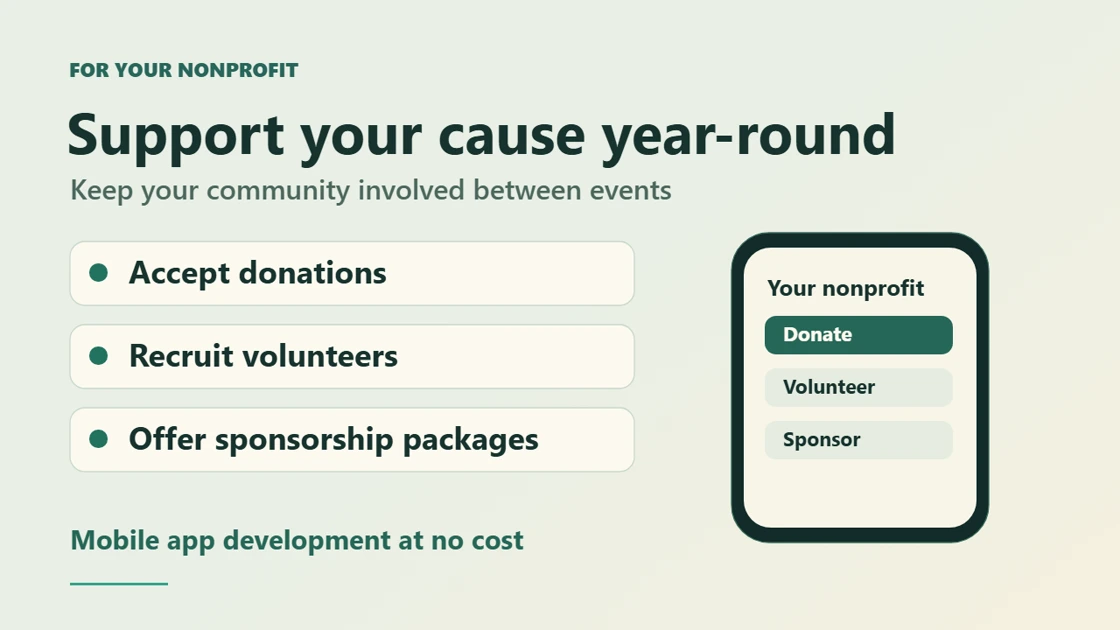 FOR YOUR NONPROFIT
Support your cause year-round
Keep your community involved between events
Accept donations
Recruit volunteers
Offer sponsorship packages
Mobile app development at no cost
Your nonprofit
Donate
Volunteer
Sponsor